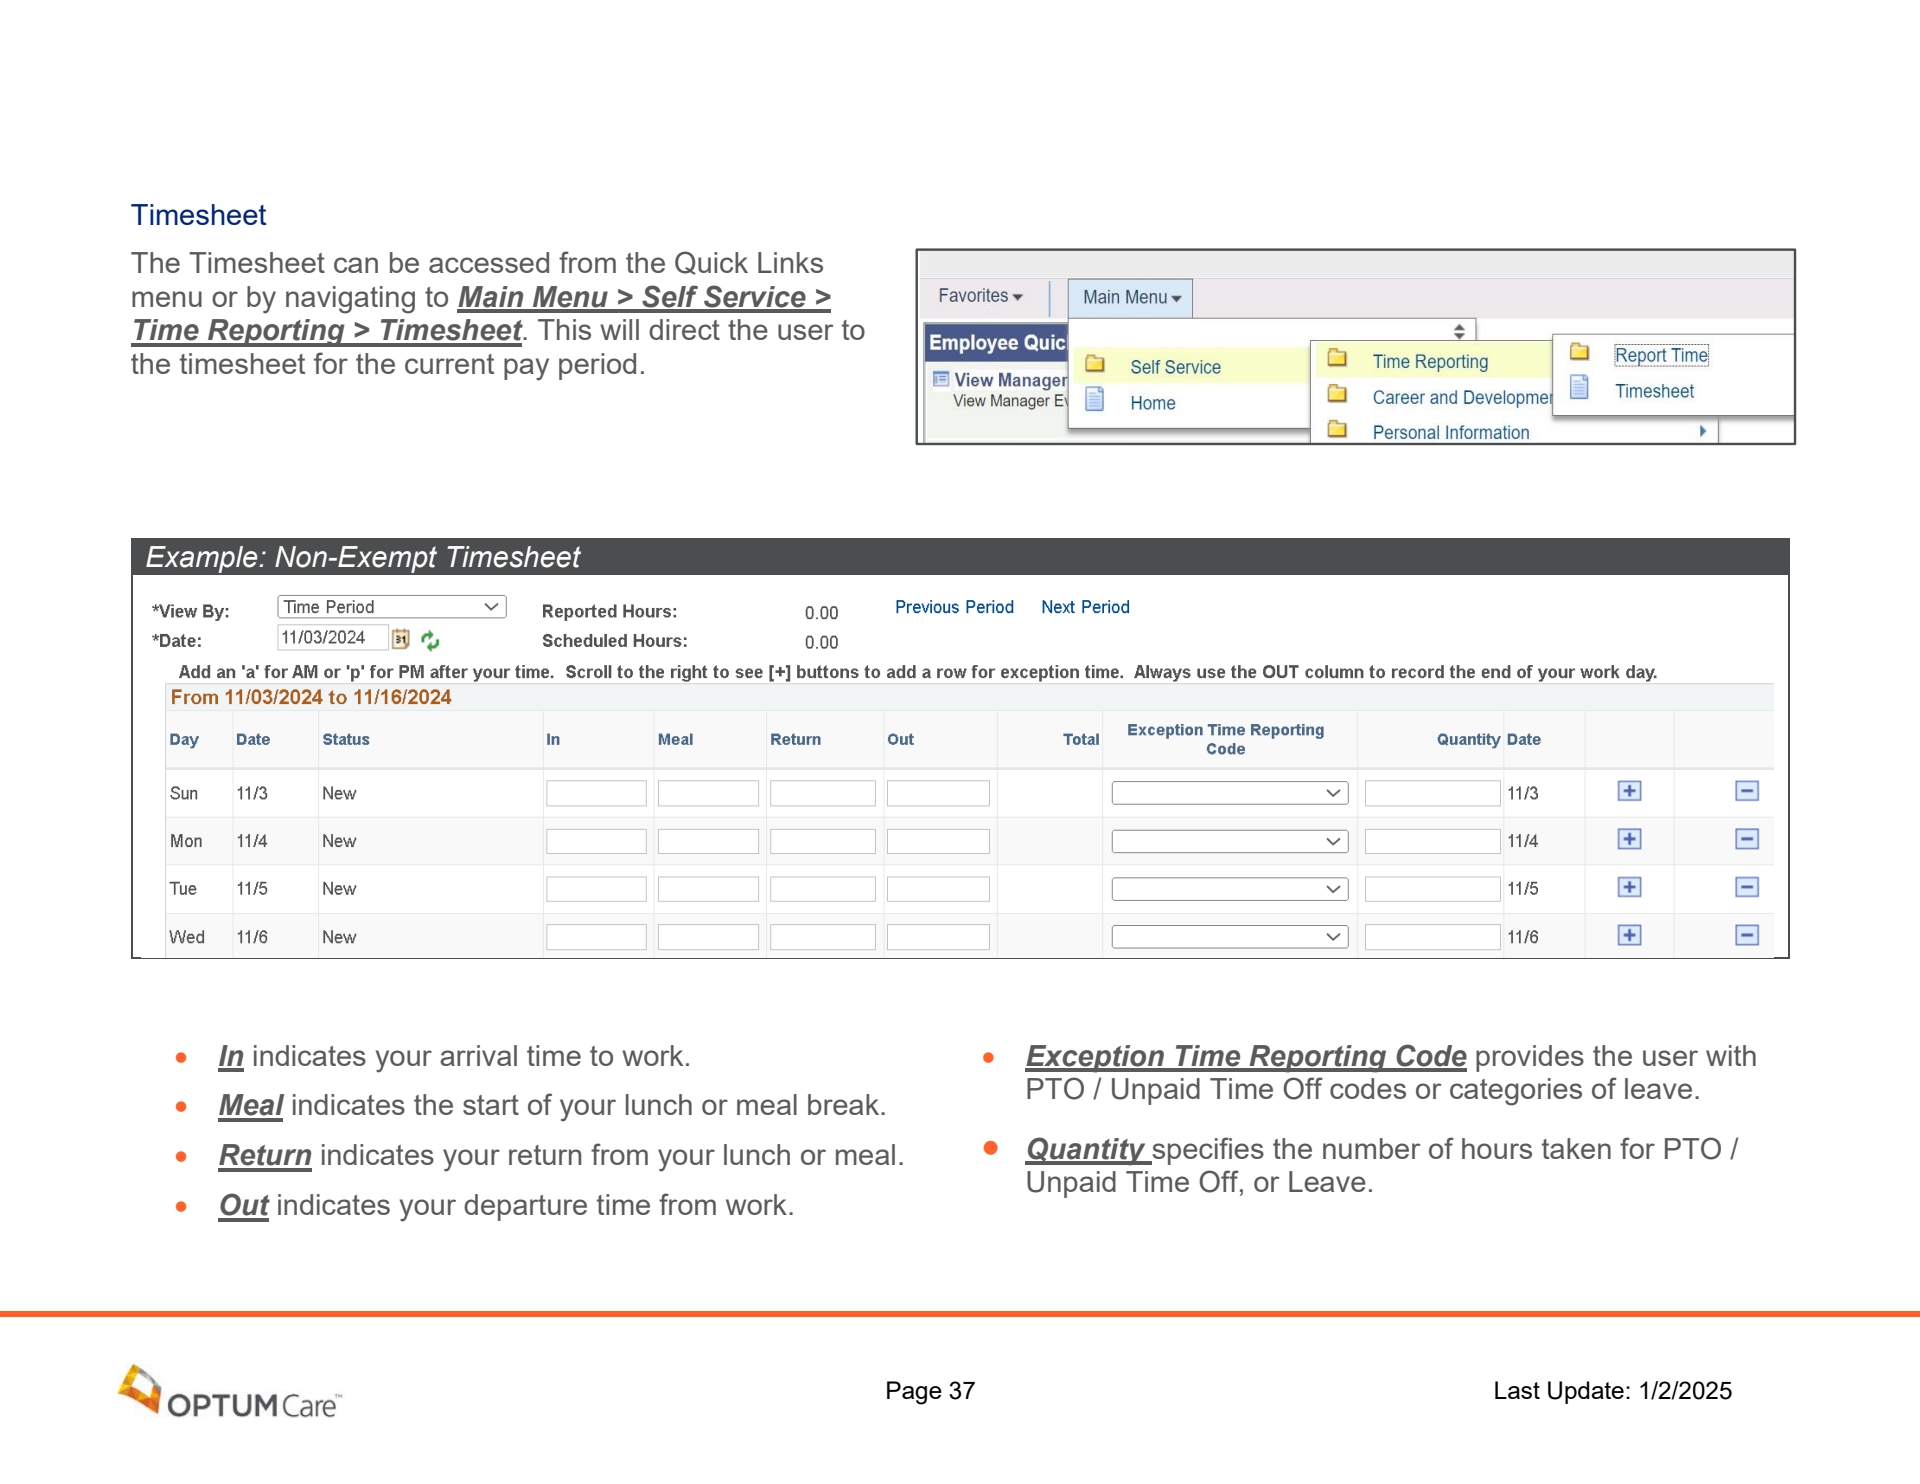 Timesheet
The Timesheet can be accessed from the Quick Links
menu or by navigating to Main Menu > Self Service >
Time Reporting > Timesheet. This will direct the user to
the timesheet for the current pay period.
Favorites
Main Menu
Employee Quic
View Manager
View Manager Ev
Self Service
Home
Time Reporting
Career and Developmen
Personal Information
Report Time
Timesheet
Example: Non-Exempt Timesheet
*View By: Time Period Reported Hours: 0.00 Previous Period Next Period
*Date: 11/03/2024 31 Scheduled Hours: 0.00
Add an 'a' for AM or 'p' for PM after your time. Scroll to the right to see [+] buttons to add a row for exception time. Always use the OUT column to record the end of your work day.
From 11/03/2024 to 11/16/2024
Day Date Status In Meal Return Out Total Exception Time Reporting Code Quantity Date
Sun 11/3 New 11/3
Mon 11/4 New 11/4
Tue 11/5 New 11/5
Wed 11/6 New 11/6
• In indicates your arrival time to work.
• Meal indicates the start of your lunch or meal break.
• Return indicates your return from your lunch or meal.
• Out indicates your departure time from work.
• Exception Time Reporting Code provides the user with
PTO / Unpaid Time Off codes or categories of leave.
• Quantity specifies the number of hours taken for PTO /
Unpaid Time Off, or Leave.
OPTUMCare™
Page 37
Last Update: 1/2/2025